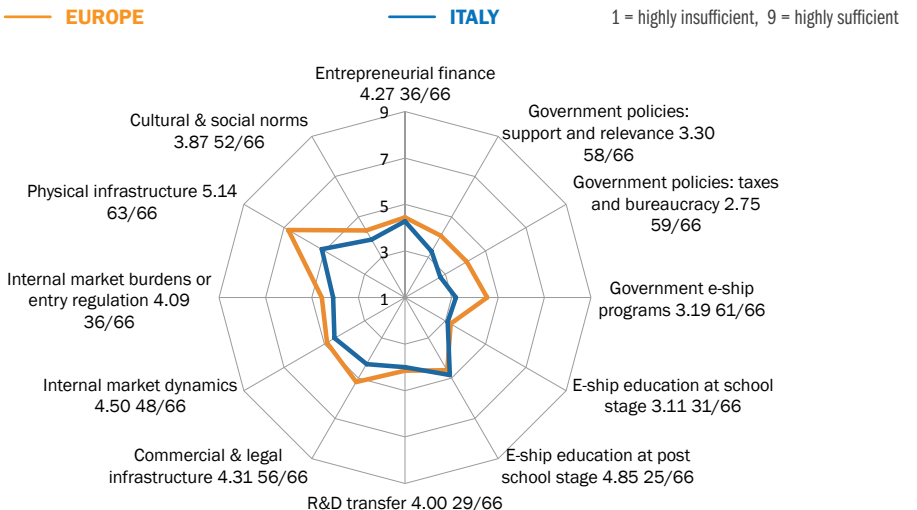 EUROPE
ITALY
1 = highly insufficient, 9 = highly sufficient
Entrepreneurial finance
4.27 36/66
Government policies:
support and relevance 3.30
58/66
Government policies: taxes
and bureaucracy 2.75
59/66
Government e-ship
programs 3.19 61/66
E-ship education at school
stage 3.11 31/66
E-ship education at post
school stage 4.85 25/66
R&D transfer 4.00 29/66
Commercial & legal
infrastructure 4.31 56/66
Internal market dynamics
4.50 48/66
Internal market burdens or
entry regulation 4.09
36/66
Physical infrastructure 5.14
63/66
Cultural & social norms
3.87 52/66
9
7
5
3
1